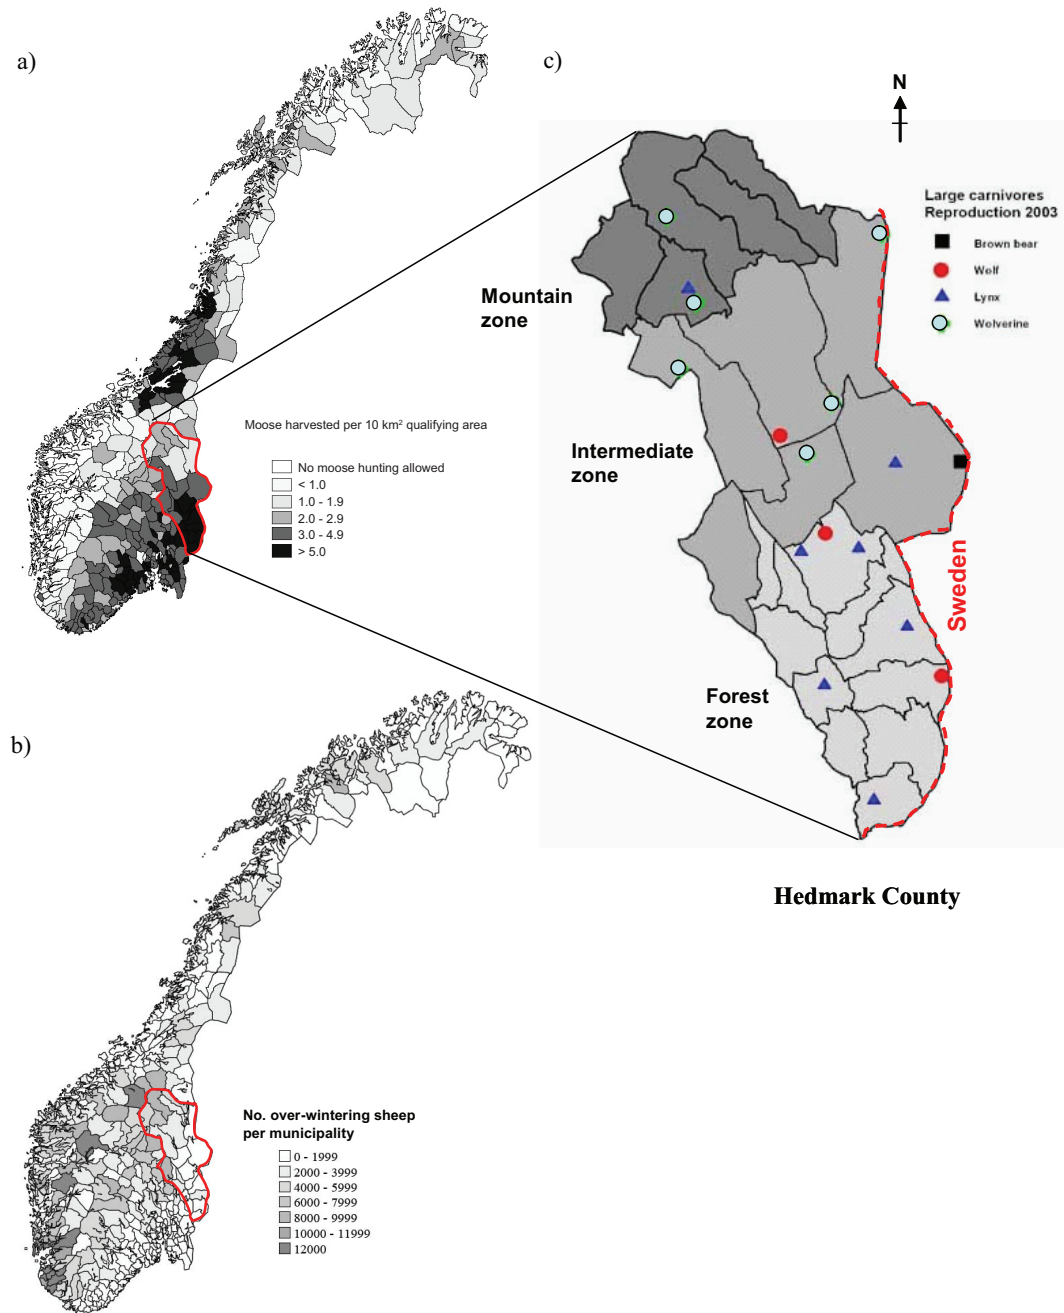 a)
Moose harvested per 10 km² qualifying area
No moose hunting allowed
< 1.0
1.0 - 1.9
2.0 - 2.9
3.0 - 4.9
> 5.0
b)
No. over-wintering sheep
per municipality
0 - 1999
2000 - 3999
4000 - 5999
6000 - 7999
8000 - 9999
10000 - 11999
12000
c)
N
Large carnivores
Reproduction 2003
Brown bear
Wolf
Lynx
Wolverine
Mountain
zone
Intermediate
zone
Forest
zone
Sweden
Hedmark County